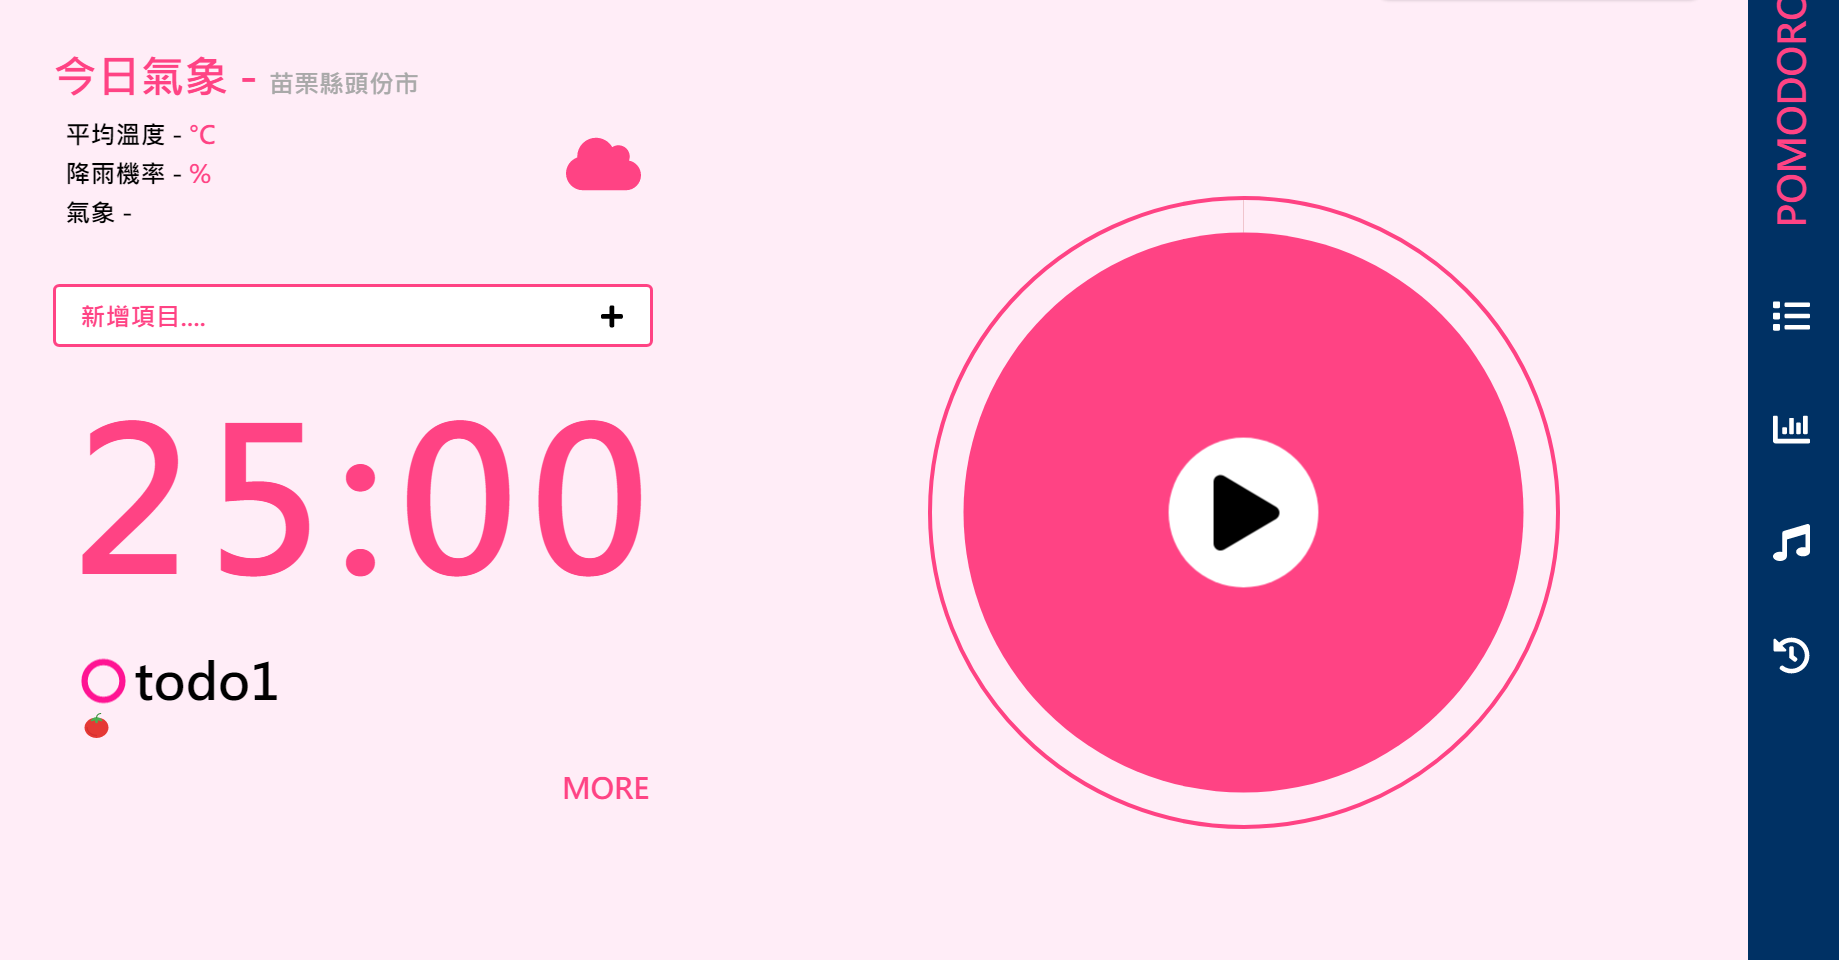 今日氣象 - 苗栗縣頭份市
平均溫度 - °C
降雨機率 - %
氣象 -
新增項目....
25:00
todo1
MORE
POMODORO